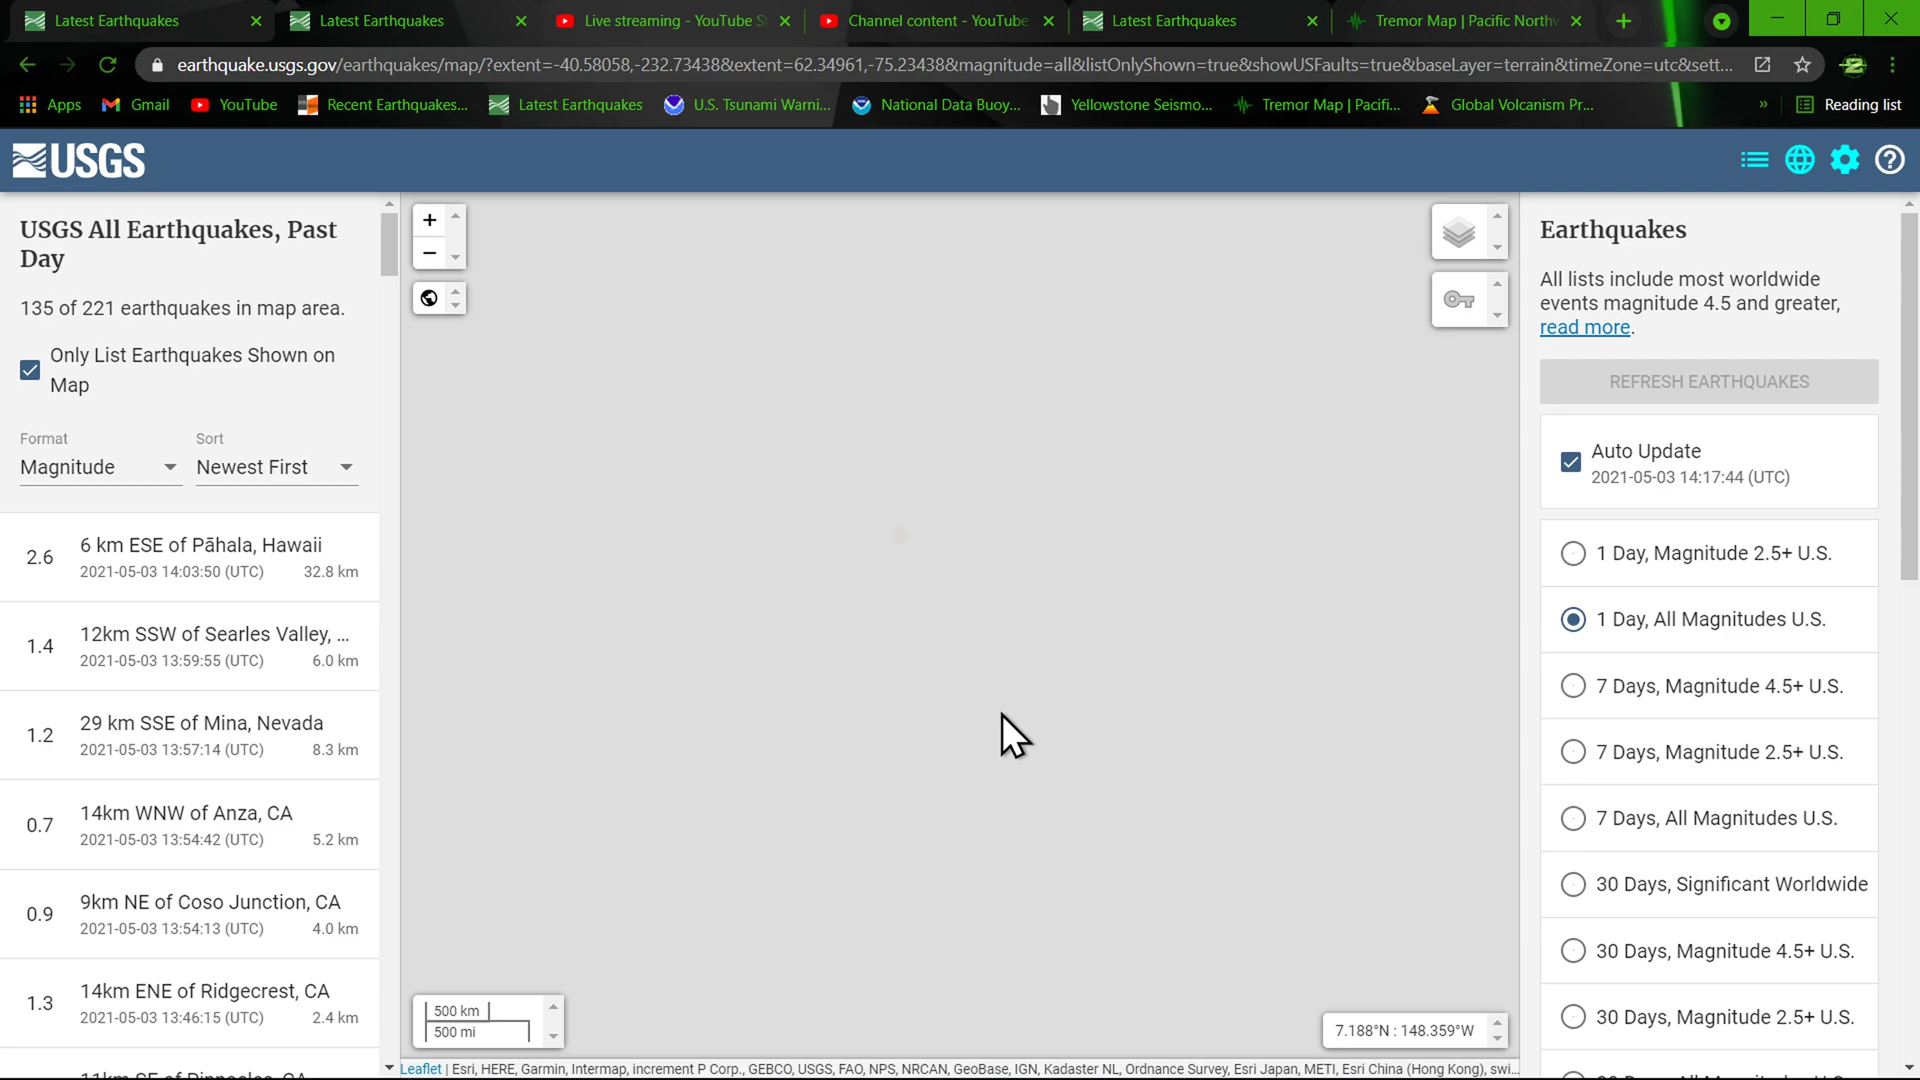 Latest Earthquakes
Latest Earthquakes
Live streaming - YouTube S
Channel content - YouTube
Latest Earthquakes
Tremor Map | Pacific Northw
earthquake.usgs.gov/earthquakes/map/?extent=-40.58058,-232.73438&extent=62.34961,-75.23438&magnitude=all&listOnlyShown=true&showUSFaults=true&baseLayer=terrain&timeZone=utc&sett...
Apps
Gmail
YouTube
Recent Earthquakes...
Latest Earthquakes
U.S. Tsunami Warni...
National Data Buoy...
Yellowstone Seismo...
Tremor Map | Pacifi...
Global Volcanism Pr...
»
Reading list
USGS
USGS All Earthquakes, Past
Day
135 of 221 earthquakes in map area.
Only List Earthquakes Shown on
Map
Format
Sort
Magnitude
Newest First
2.6
6 km ESE of Pāhala, Hawaii
2021-05-03 14:03:50 (UTC) 32.8 km
1.4
12km SSW of Searles Valley, ...
2021-05-03 13:59:55 (UTC) 6.0 km
1.2
29 km SSE of Mina, Nevada
2021-05-03 13:57:14 (UTC) 8.3 km
0.7
14km WNW of Anza, CA
2021-05-03 13:54:42 (UTC) 5.2 km
0.9
9km NE of Coso Junction, CA
2021-05-03 13:54:13 (UTC) 4.0 km
1.3
14km ENE of Ridgecrest, CA
2021-05-03 13:46:15 (UTC) 2.4 km
11km SE of Pinnacles, CA
+
−
500 km
500 mi
7.188°N : 148.359°W
Leaflet | Esri, HERE, Garmin, Intermap, increment P Corp., GEBCO, USGS, FAO, NPS, NRCAN, GeoBase, IGN, Kadaster NL, Ordnance Survey, Esri Japan, METI, Esri China (Hong Kong), swi...
Earthquakes
All lists include most worldwide
events magnitude 4.5 and greater,
read more.
REFRESH EARTHQUAKES
Auto Update
2021-05-03 14:17:44 (UTC)
1 Day, Magnitude 2.5+ U.S.
1 Day, All Magnitudes U.S.
7 Days, Magnitude 4.5+ U.S.
7 Days, Magnitude 2.5+ U.S.
7 Days, All Magnitudes U.S.
30 Days, Significant Worldwide
30 Days, Magnitude 4.5+ U.S.
30 Days, Magnitude 2.5+ U.S.